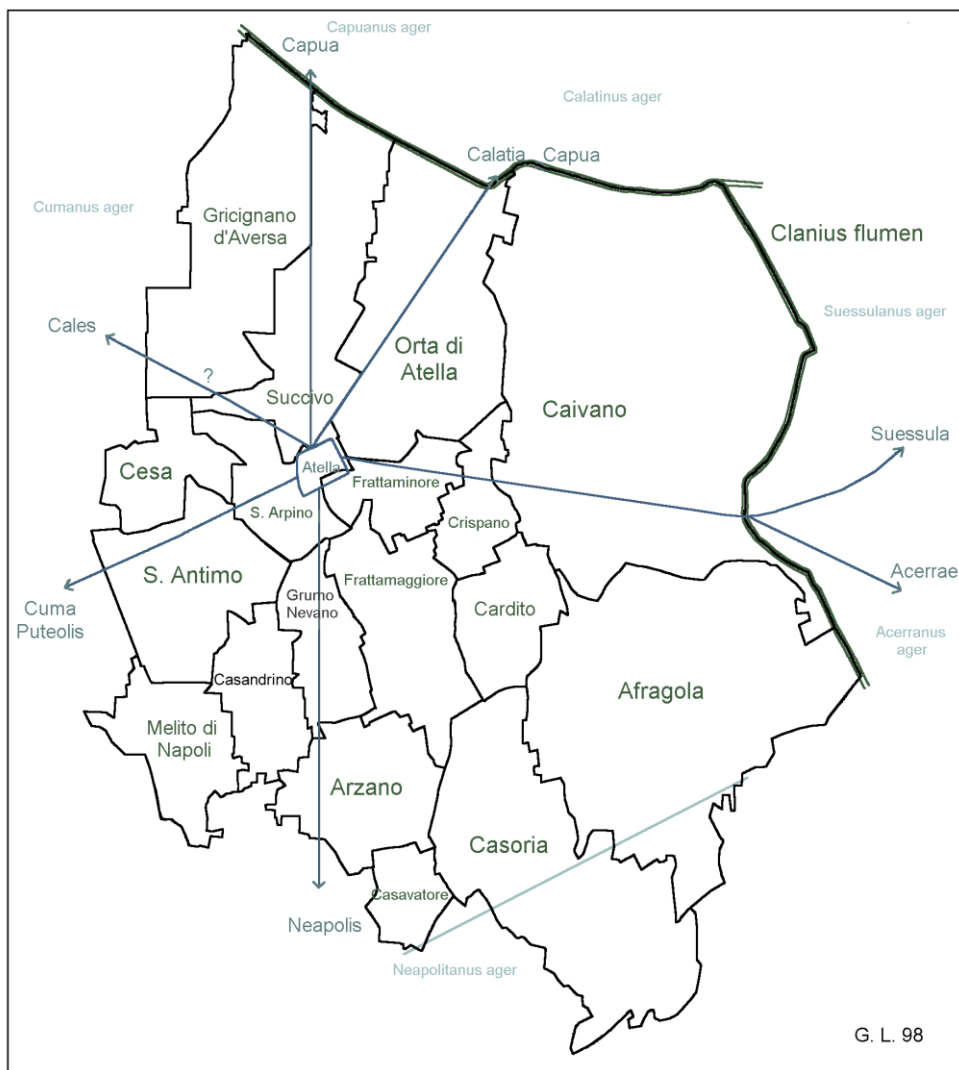 Capuanus ager
Capua
Calatinus ager
Calatia
Capua
Cumanus ager
Gricignano
d'Aversa
Clanius flumen
Suessulanus ager
Cales
?
Orta di
Atella
Succivo
Caivano
Suessula
Cesa
Atella
Frattaminore
S. Arpino
Crispano
S. Antimo
Frattamaggiore
Acerrae
Grumo
Nevano
Cardito
Cuma
Puteolis
Acerranus
ager
Casandrino
Afragola
Melito di
Napoli
Arzano
Casoria
Casavatore
Neapolis
Neapolitanus ager
G. L. 98